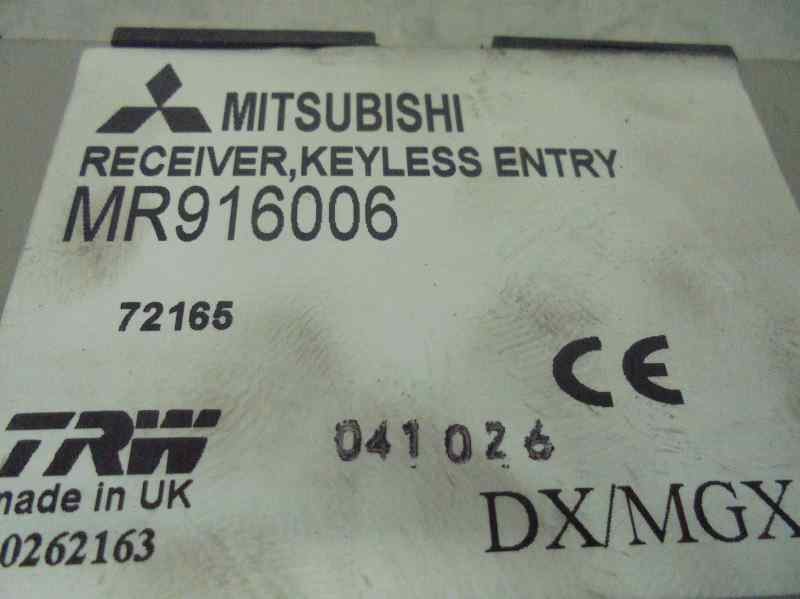 MITSUBISHI
RECEIVER,KEYLESS ENTRY
MR916006
72165
CE
TRW
041026
made in UK
0262163
DX/MGX